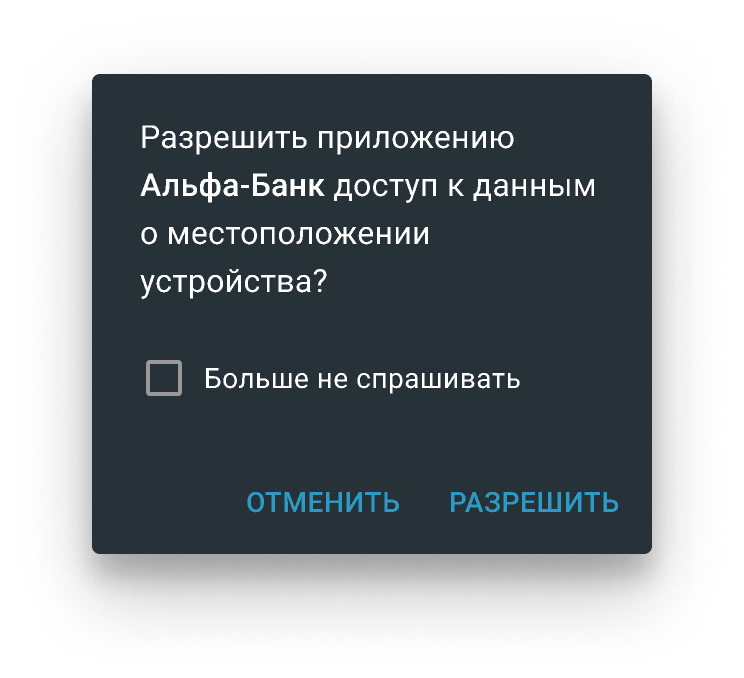 Разрешить приложению
Альфа-Банк доступ к данным
о местоположении
устройства?
Больше не спрашивать
ОТМЕНИТЬ РАЗРЕШИТЬ